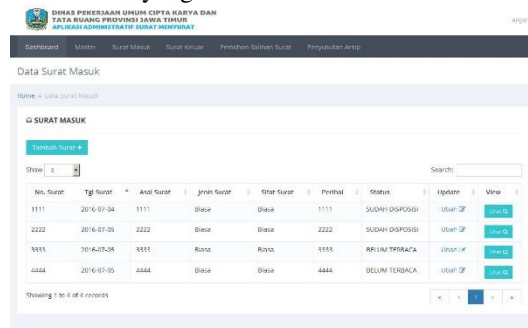 DINAS PEKERJAAN UMUM CIPTA KARYA DAN
TATA RUANG PROVINSI JAWA TIMUR
APLIKASI ADMINISTRATIF SURAT MENYURAT
Anjar
Dashboard Master Surat Masuk Surat Keluar Pemohan Salinan Surat Penyusutan Arsip
Data Surat Masuk
Home » Data Surat Masuk
SURAT MASUK
Tambah Surat +
Show 5 Search:
No. Surat Tgl Surat Asal Surat Jenis Surat Sifat Surat Perihal Status Update View
1111 2016-07-04 1111 Biasa Biasa 1111 SUDAH DISPOSISI Ubah Lihat
2222 2016-07-05 2222 Biasa Biasa 2222 SUDAH DISPOSISI Ubah Lihat
3333 2016-07-05 3333 Biasa Biasa 3333 BELUM TERBACA Ubah Lihat
4444 2016-07-05 4444 Biasa Biasa 4444 BELUM TERBACA Ubah Lihat
Showing 1 to 4 of 4 records « < 1 > »